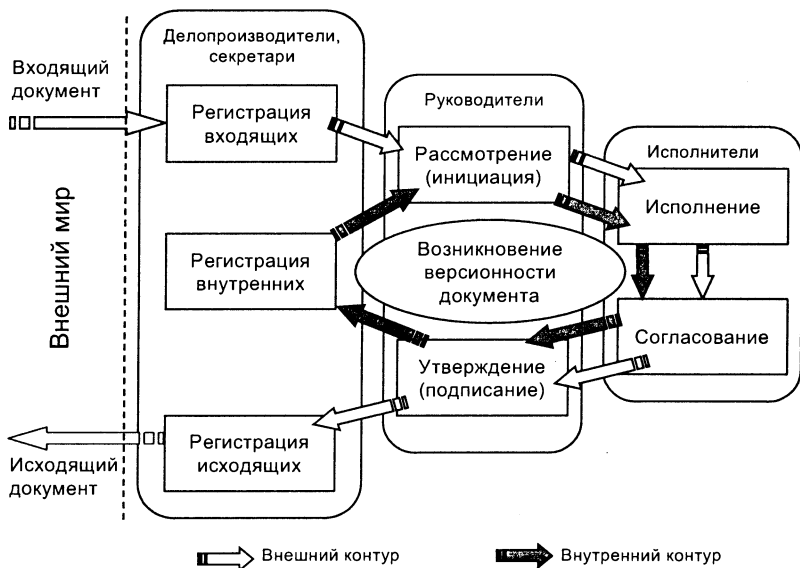 Делопроизводители,
секретари
Входящий
документ
Регистрация
входящих
Руководители
Рассмотрение
(инициация)
Исполнители
Исполнение
Внешний мир
Регистрация
внутренних
Возникновение
версионности
документа
Согласование
Утверждение
(подписание)
Регистрация
исходящих
Исходящий
документ
Внешний контур
Внутренний контур